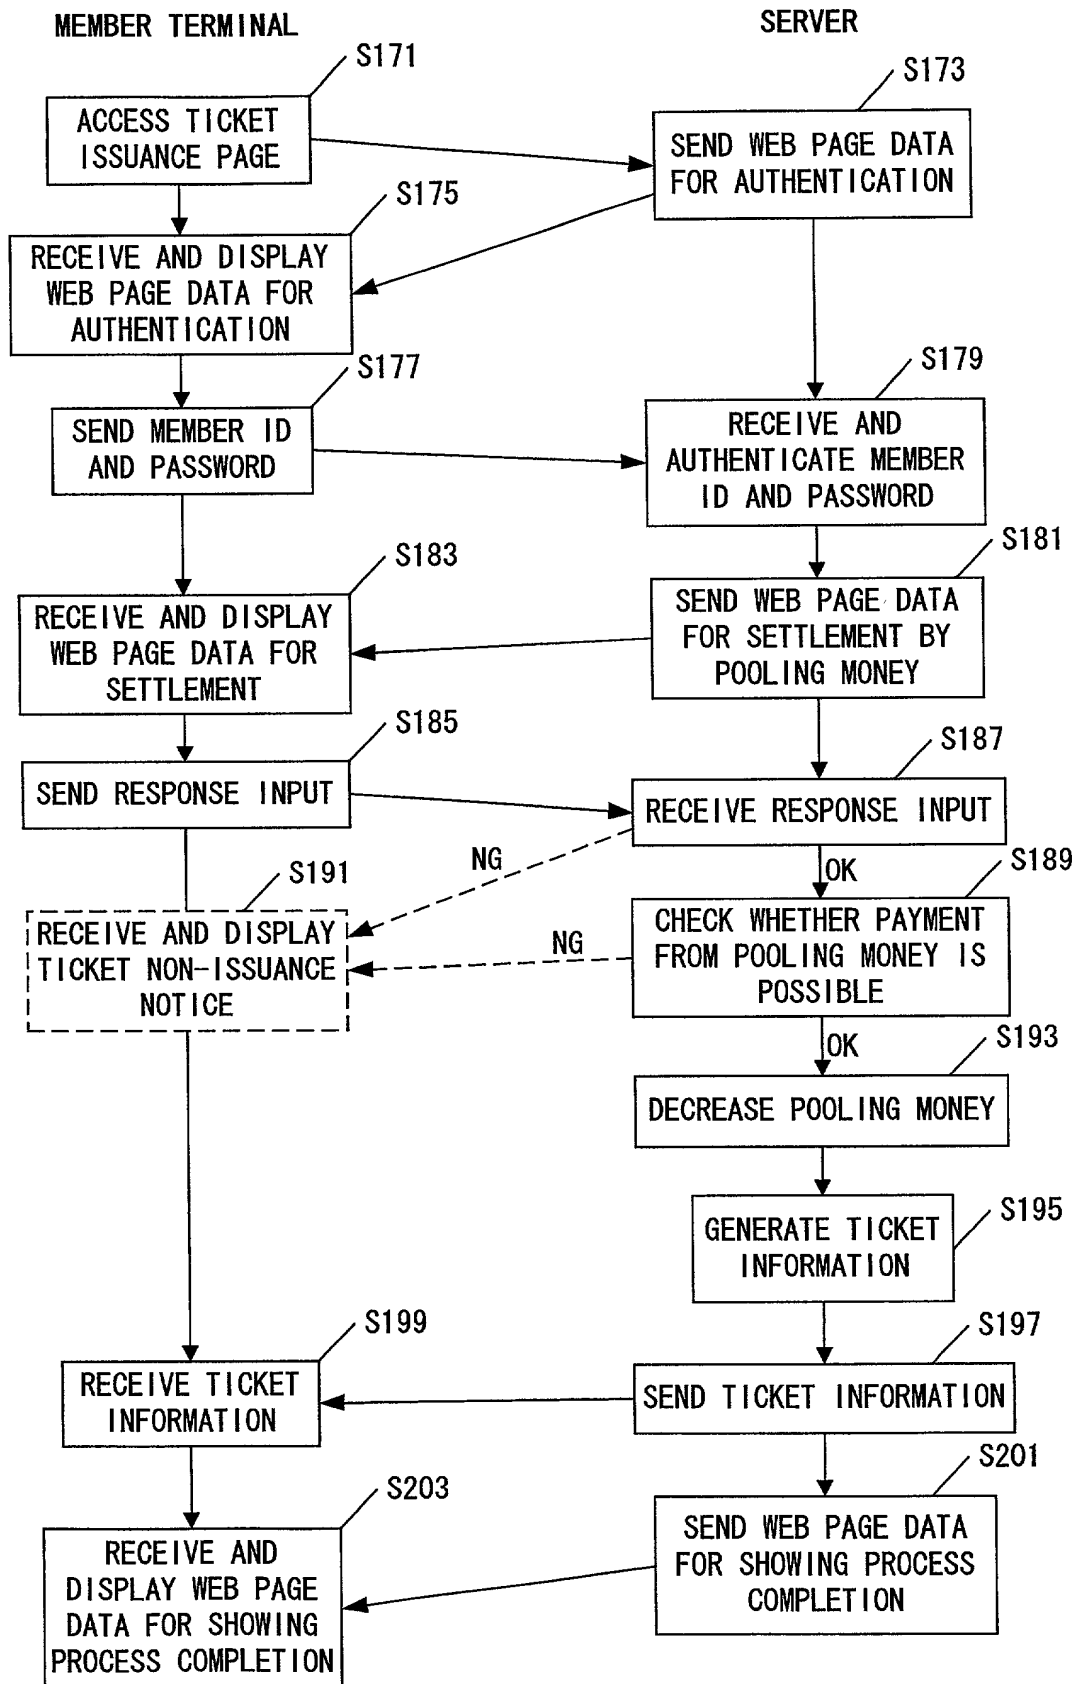 MEMBER TERMINAL
SERVER
S171
S173
ACCESS TICKET
ISSUANCE PAGE
SEND WEB PAGE DATA
FOR AUTHENTICATION
S175
RECEIVE AND DISPLAY
WEB PAGE DATA FOR
AUTHENTICATION
S177
S179
SEND MEMBER ID
AND PASSWORD
RECEIVE AND
AUTHENTICATE MEMBER
ID AND PASSWORD
S181
S183
SEND WEB PAGE DATA
FOR SETTLEMENT BY
POOLING MONEY
RECEIVE AND DISPLAY
WEB PAGE DATA FOR
SETTLEMENT
S185
S187
SEND RESPONSE INPUT
RECEIVE RESPONSE INPUT
NG
OK
S189
S191
RECEIVE AND DISPLAY
TICKET NON-ISSUANCE
NOTICE
NG
CHECK WHETHER PAYMENT
FROM POOLING MONEY IS
POSSIBLE
OK
S193
DECREASE POOLING MONEY
S195
GENERATE TICKET
INFORMATION
S199
S197
RECEIVE TICKET
INFORMATION
SEND TICKET INFORMATION
S201
S203
SEND WEB PAGE DATA
FOR SHOWING PROCESS
COMPLETION
RECEIVE AND
DISPLAY WEB PAGE
DATA FOR SHOWING
PROCESS COMPLETION